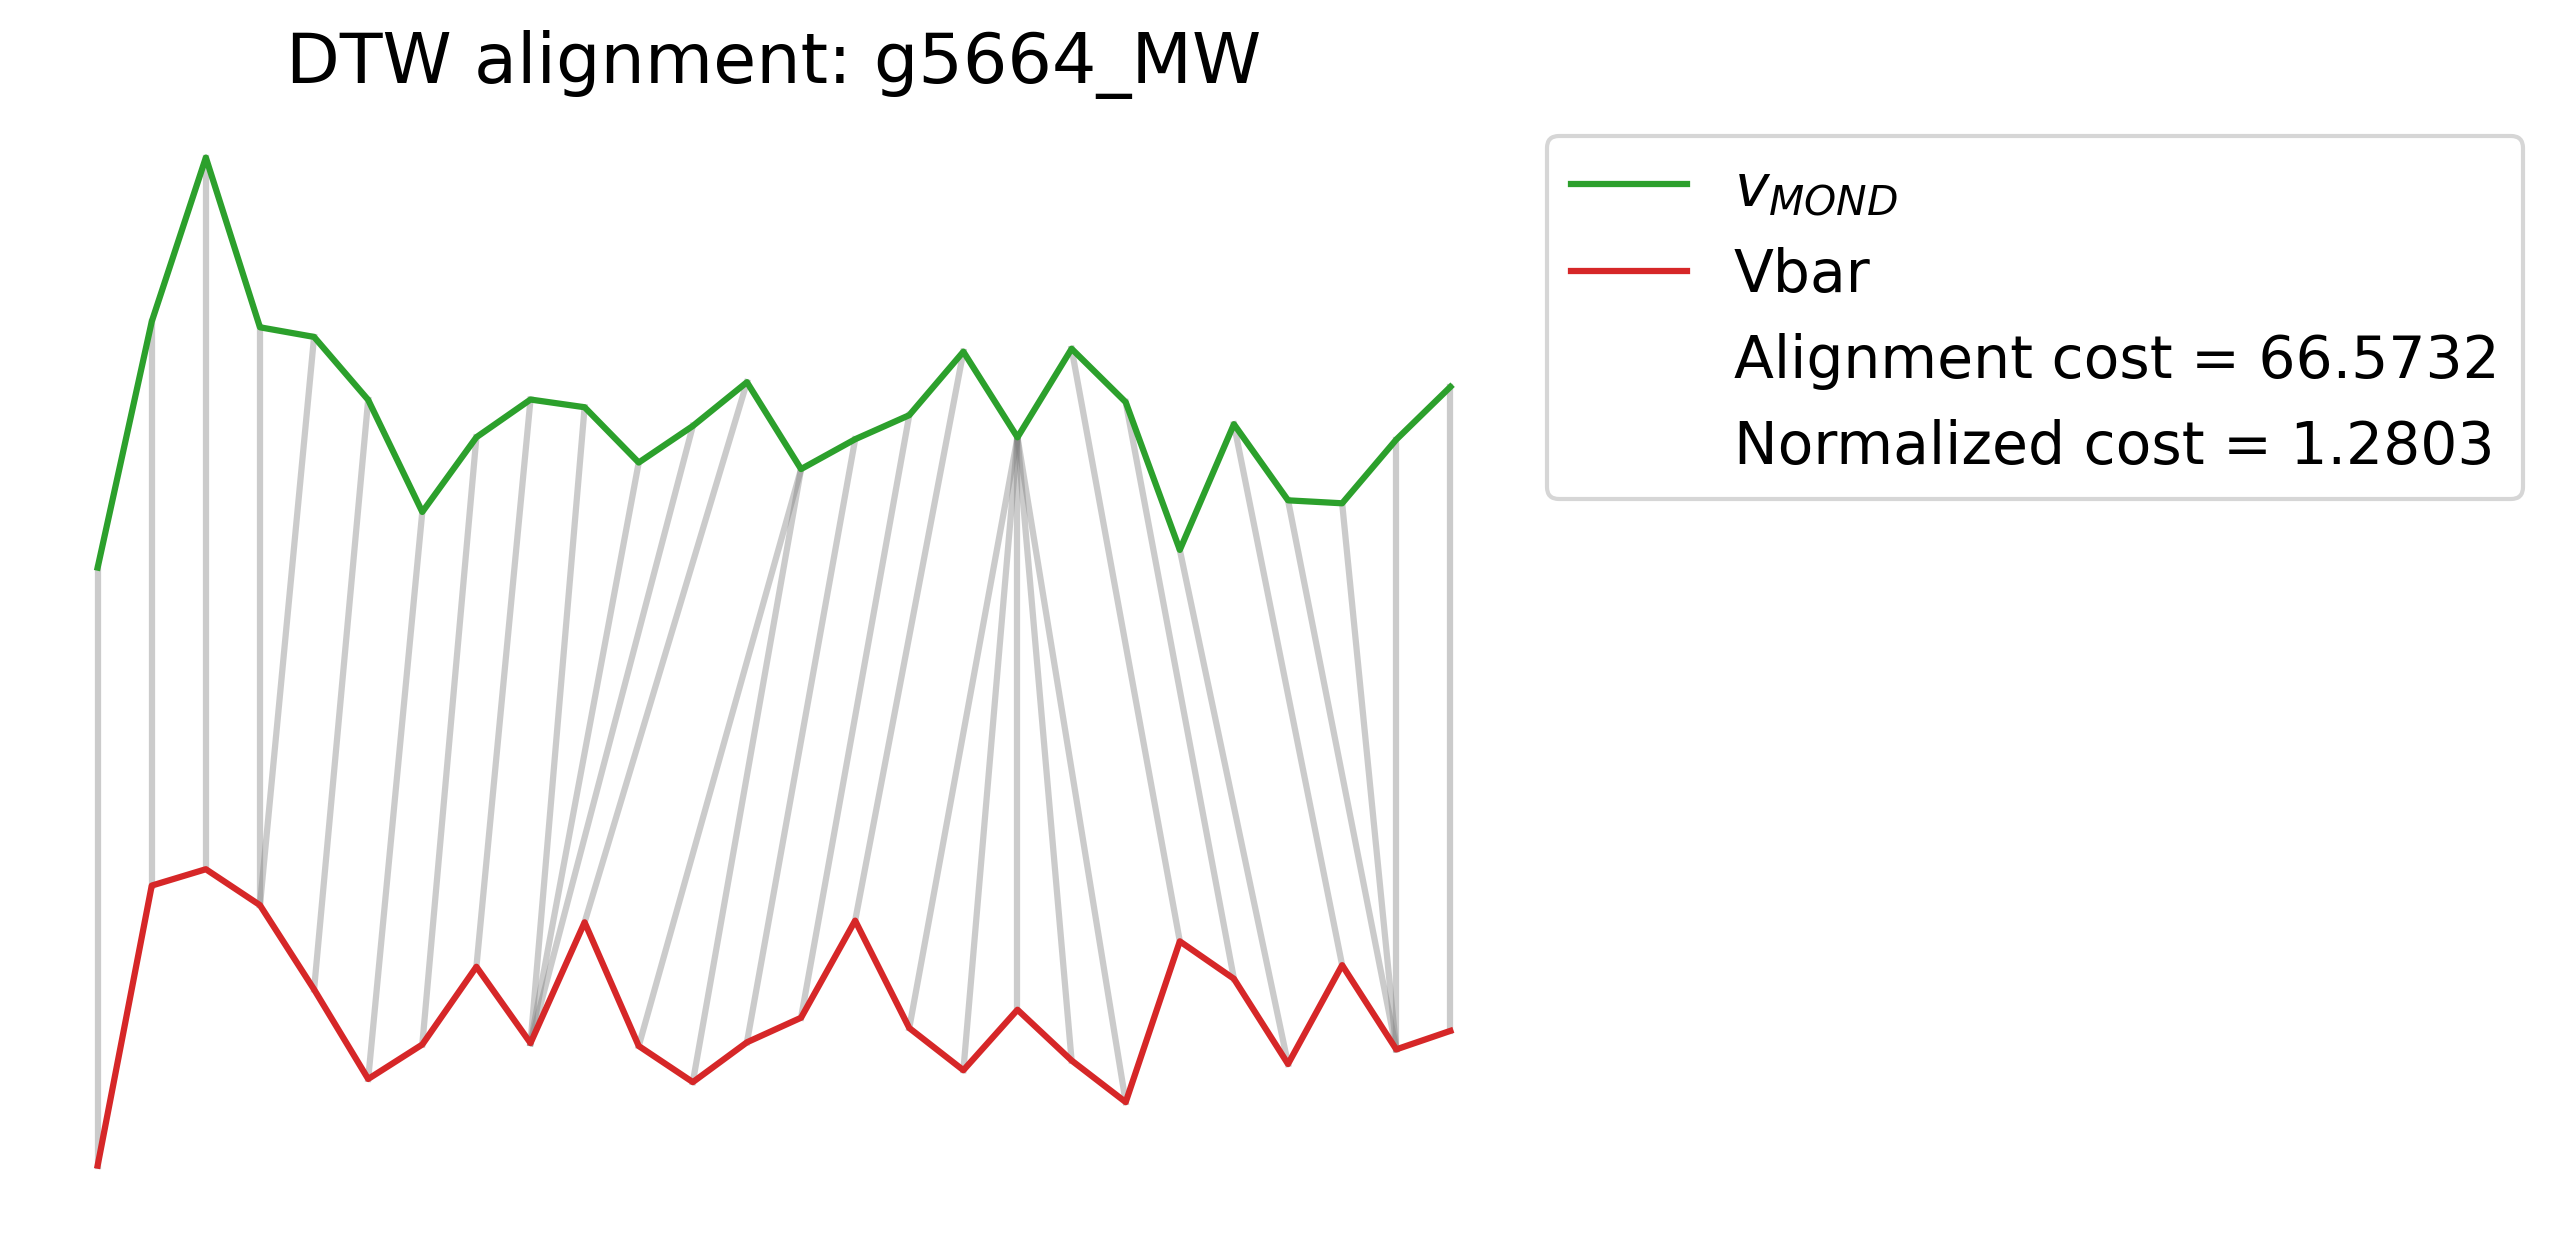 DTW alignment: g5664_MW
v_MOND
Vbar
Alignment cost = 66.5732
Normalized cost = 1.2803